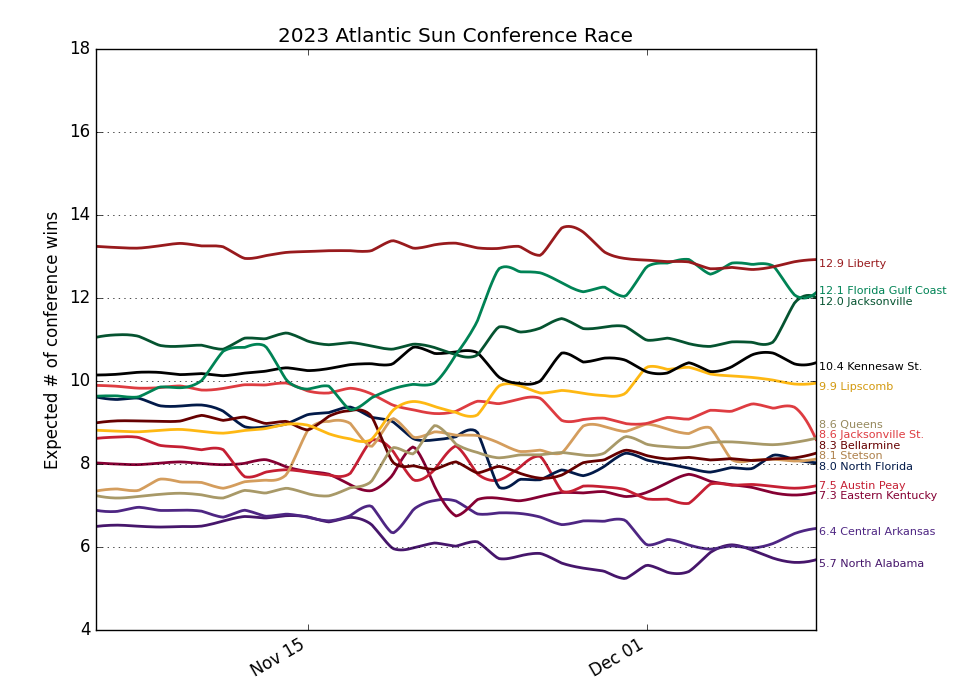 2023 Atlantic Sun Conference Race
Expected # of conference wins
18
16
14
12
10
8
6
4
Nov 15
Dec 01
12.9 Liberty
12.1 Florida Gulf Coast
12.0 Jacksonville
10.4 Kennesaw St.
9.9 Lipscomb
8.6 Queens
8.6 Jacksonville St.
8.3 Bellarmine
8.1 Stetson
8.0 North Florida
7.5 Austin Peay
7.3 Eastern Kentucky
6.4 Central Arkansas
5.7 North Alabama